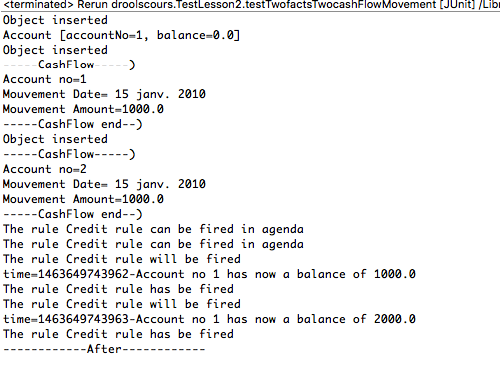 <terminated> Rerun droolscours.TestLesson2.testTwofactsTwocashFlowMovement [JUnit] /Libr
Object inserted
Account [accountNo=1, balance=0.0]
Object inserted
-----CashFlow-----)
Account no=1
Mouvement Date= 15 janv. 2010
Mouvement Amount=1000.0
-----CashFlow end--)
Object inserted
-----CashFlow-----)
Account no=2
Mouvement Date= 15 janv. 2010
Mouvement Amount=1000.0
-----CashFlow end--)
The rule Credit rule can be fired in agenda
The rule Credit rule can be fired in agenda
The rule Credit rule will be fired
time=1463649743962-Account no 1 has now a balance of 1000.0
The rule Credit rule has be fired
The rule Credit rule will be fired
time=1463649743963-Account no 1 has now a balance of 2000.0
The rule Credit rule has be fired
------------After------------